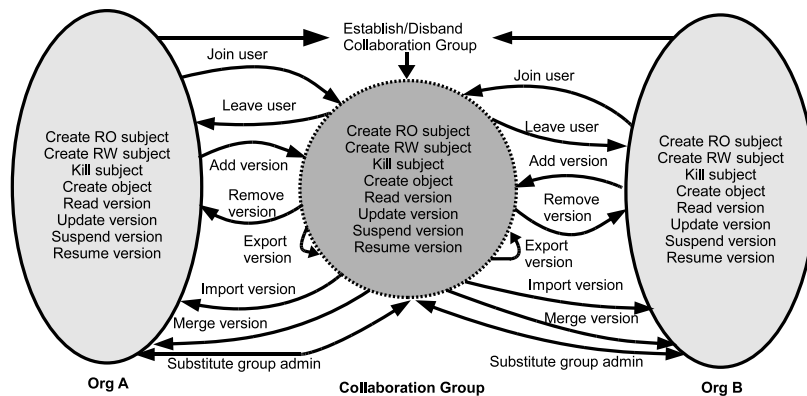 Establish/Disband
Collaboration Group
Join user
Leave user
Add version
Remove
version
Export
version
Import version
Merge version
Substitute group admin
Create RO subject
Create RW subject
Kill subject
Create object
Read version
Update version
Suspend version
Resume version
Org A
Create RO subject
Create RW subject
Kill subject
Create object
Read version
Update version
Suspend version
Resume version
Collaboration Group
Join user
Leave user
Add version
Remove
version
Export
version
Import version
Merge version
Substitute group admin
Create RO subject
Create RW subject
Kill subject
Create object
Read version
Update version
Suspend version
Resume version
Org B